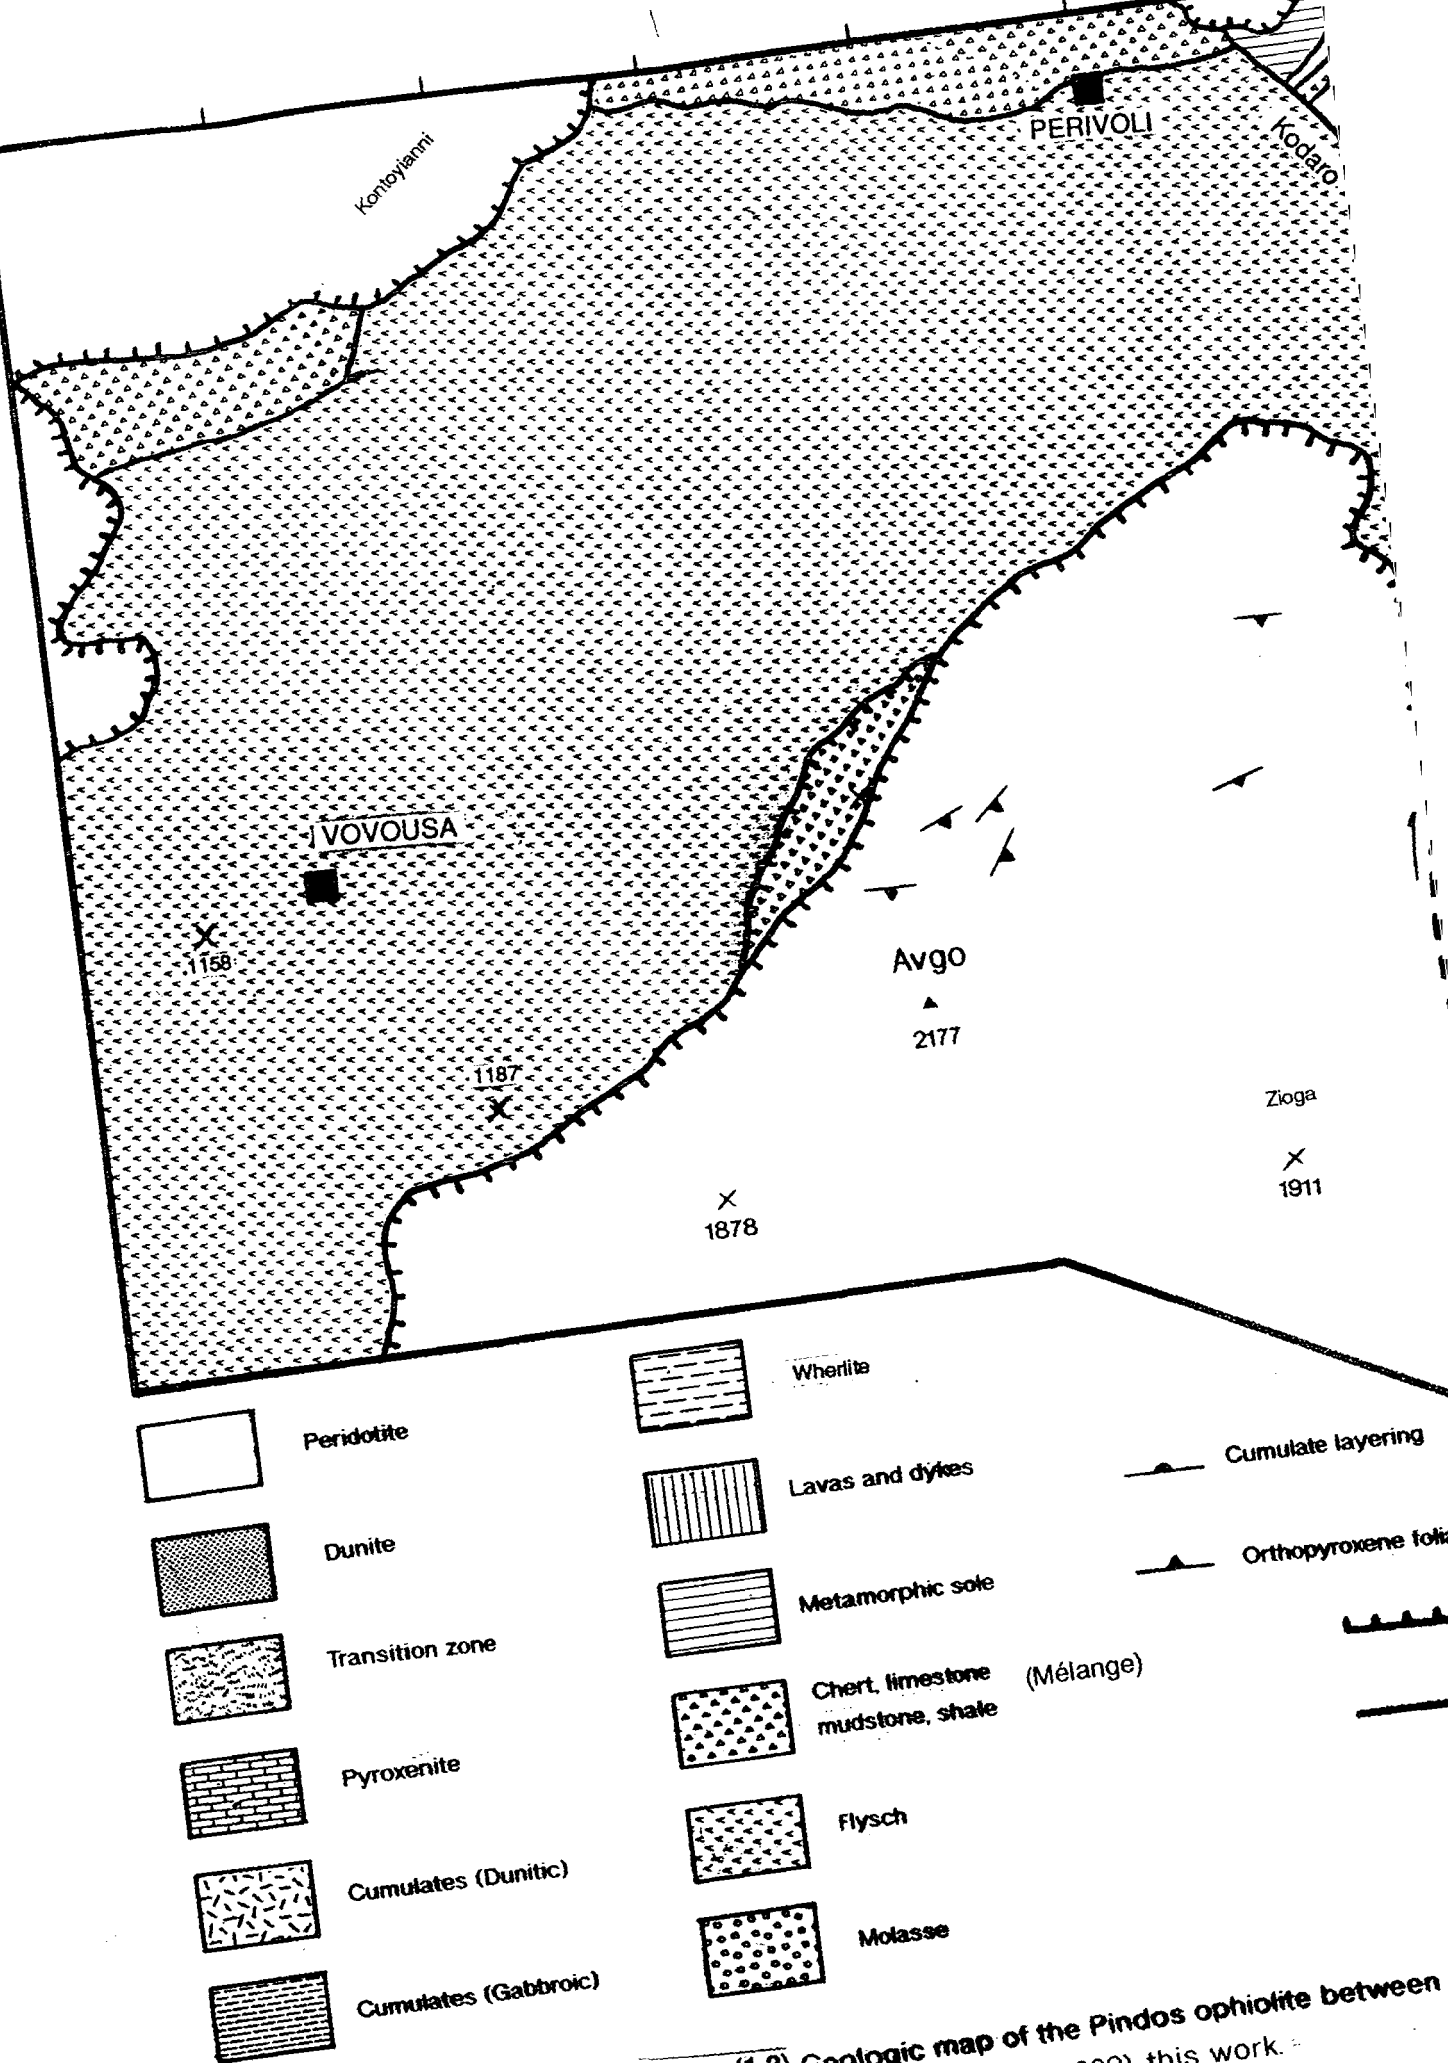 Kontoyianni
PERIVOLI
Kodaro
VOVOUSA
1158
1187
Avgo
2177
Zioga
1911
1878
Peridotite
Dunite
Transition zone
Pyroxenite
Cumulates (Dunitic)
Cumulates (Gabbroic)
Wherlite
Lavas and dykes
Metamorphic sole
Chert, limestone (Mélange)
mudstone, shale
Flysch
Molasse
Cumulate layering
Orthopyroxene
Geologic map of the Pindos ophiolite between
this work.